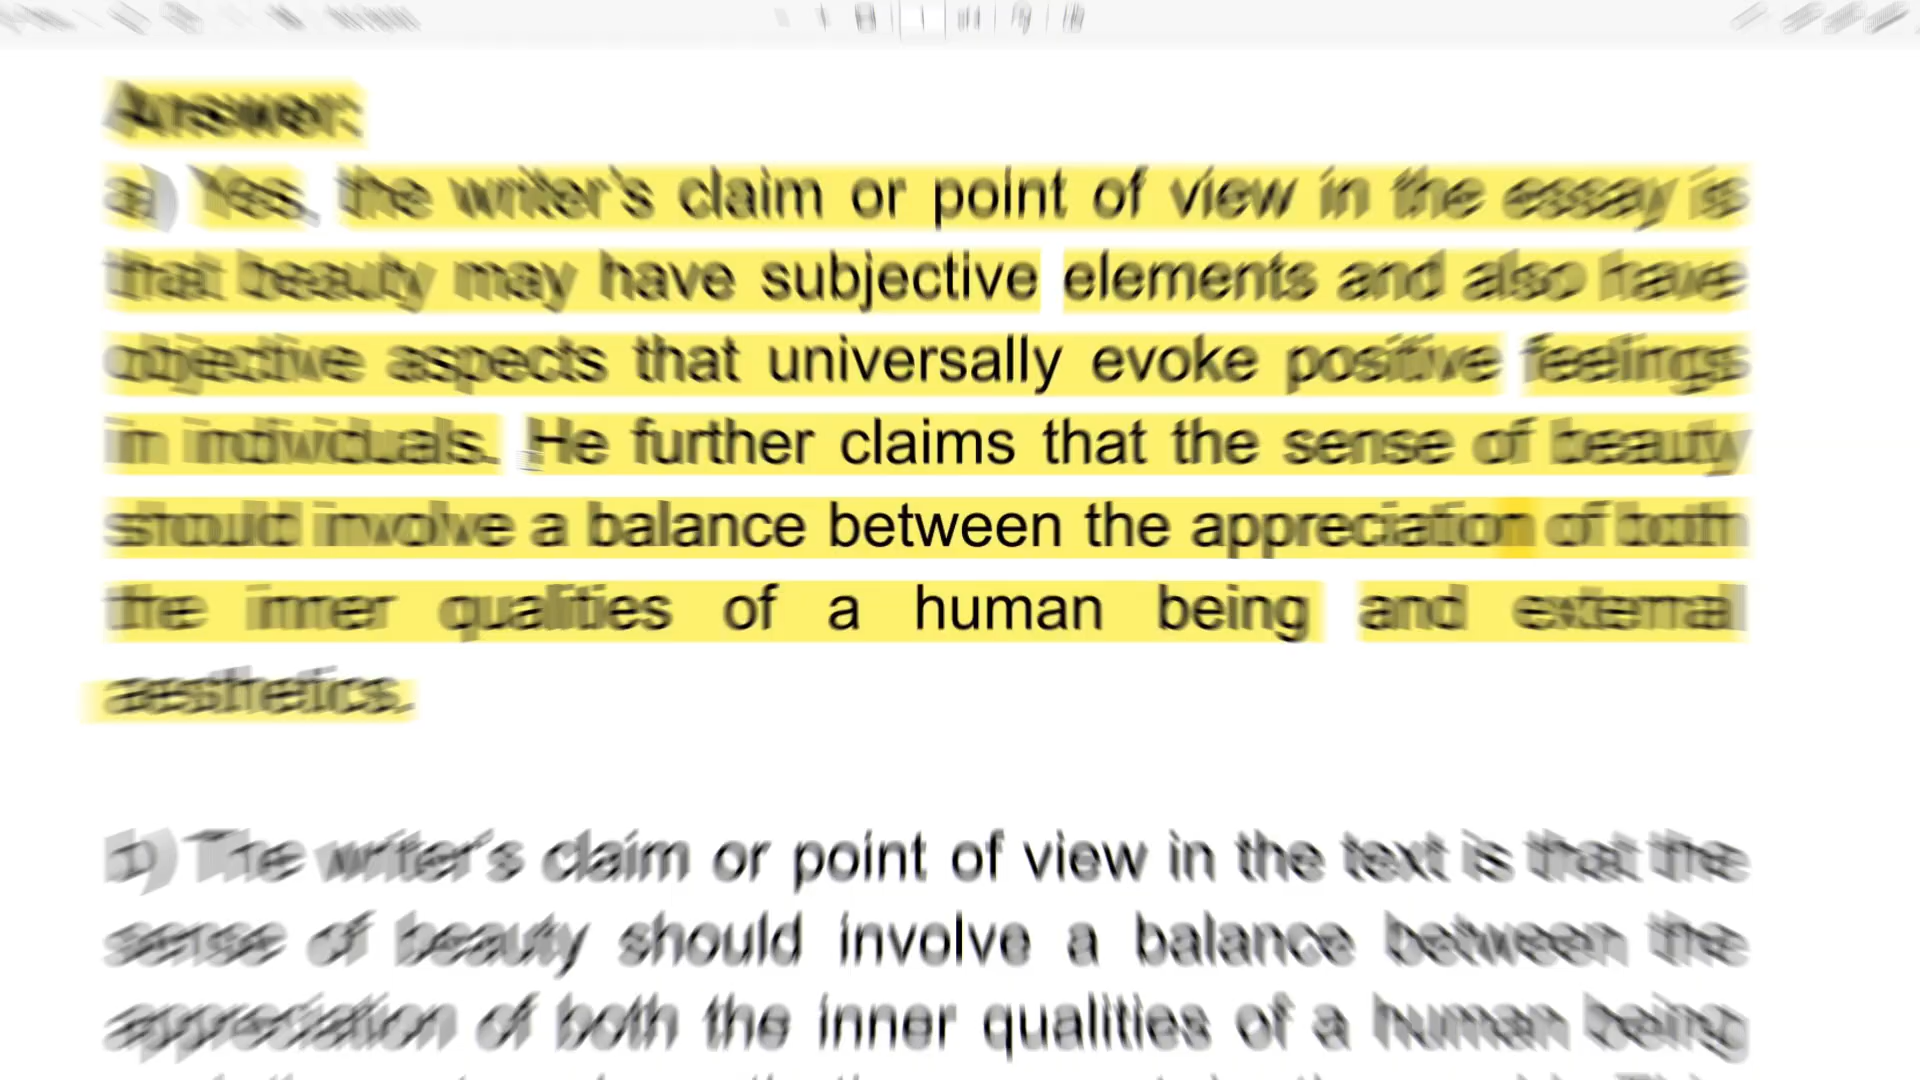 Answer:
a) Yes, the writer's claim or point of view in the essay is
that beauty may have subjective elements and also have
objective aspects that universally evoke positive feelings
in individuals. He further claims that the sense of beauty
should involve a balance between the appreciation of both
the inner qualities of a human being and external
aesthetics.
b) The writer's claim or point of view in the text is that the
sense of beauty should involve a balance between the
appreciation of both the inner qualities of a human being